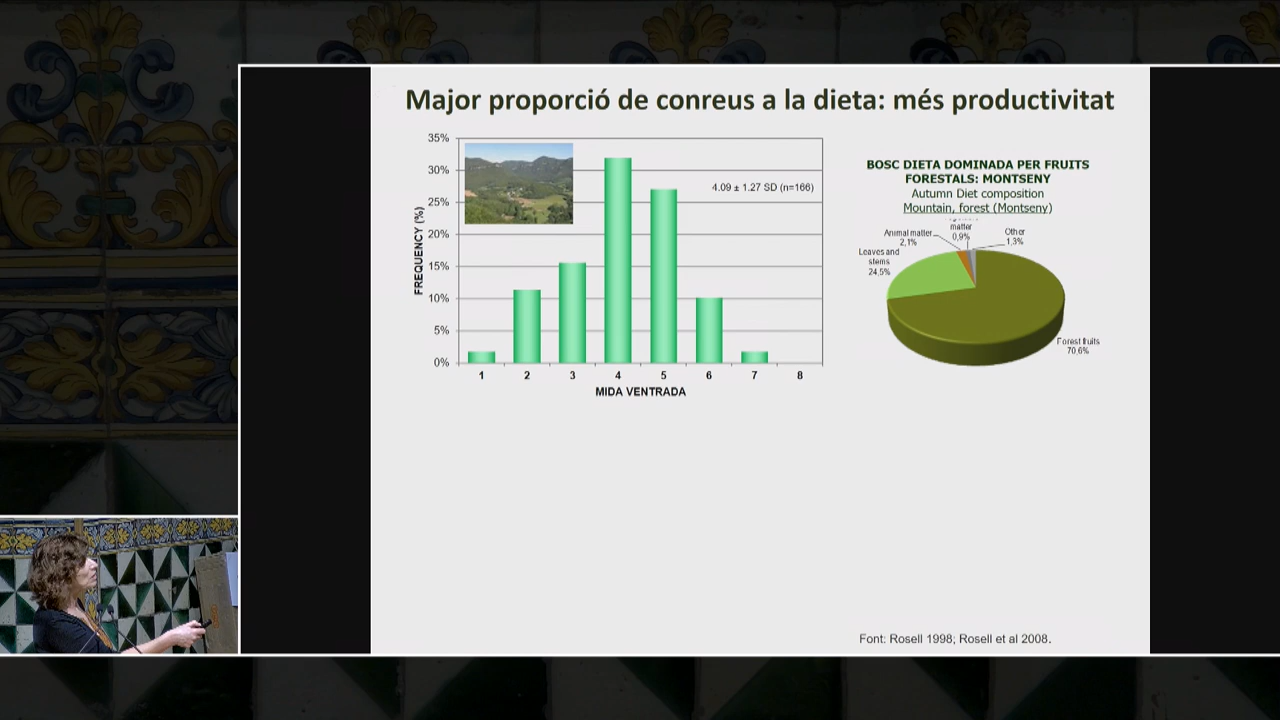 Major proporció de conreus a la dieta: més productivitat
35%
30%
25%
20%
15%
10%
5%
0%
FREQUENCY (%)
4.09 ± 1.27 SD (n=166)
1 2 3 4 5 6 7 8
MIDA VENTRADA
BOSC DIETA DOMINADA PER FRUITS
FORESTALS: MONTSENY
Autumn Diet composition
Mountain, forest (Montseny)
matter
0,9%
Other
1,3%
Animal matter
2,1%
Leaves and
stems
24,5%
Forest fruits
70,6%
Font: Rosell 1998; Rosell et al 2008.